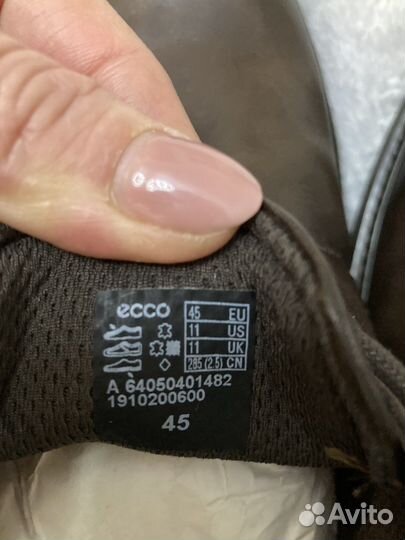 ecco
45 EU
11 US
11 UK
285 (2.5) CN
A 64050401482
1910200600
45
Avito